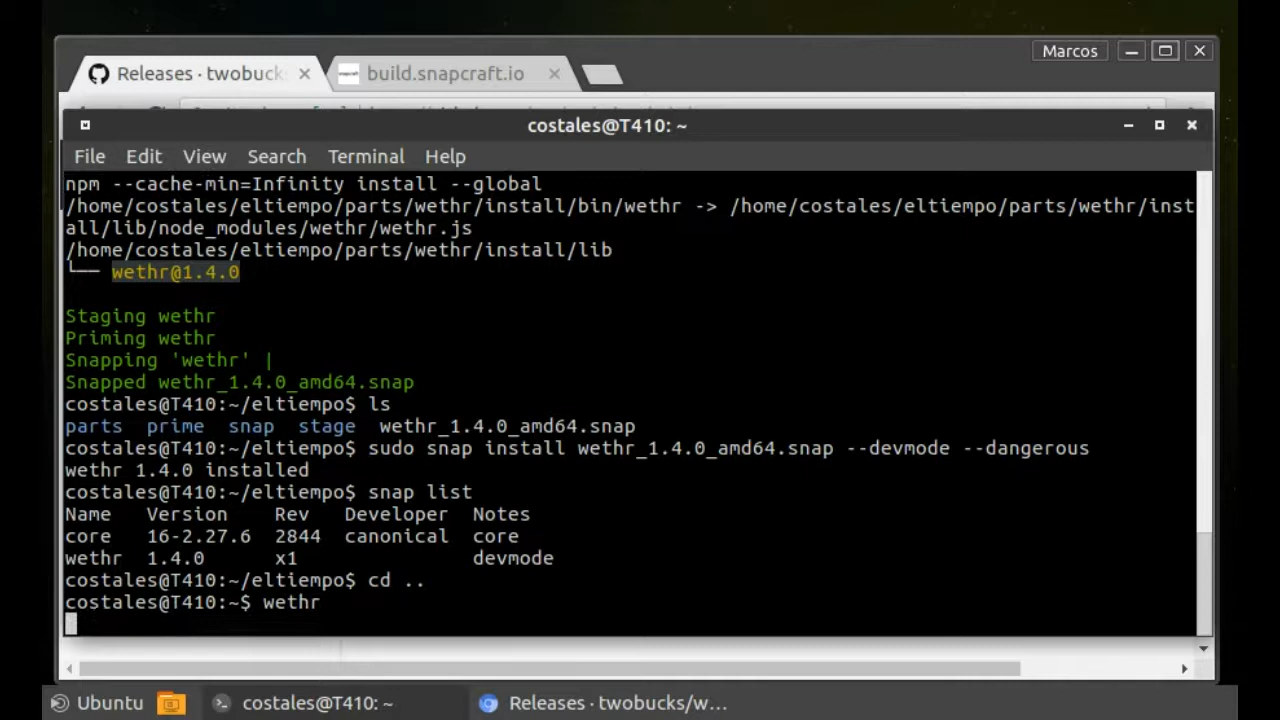 Marcos
Releases · twobucks
build.snapcraft.io
costales@T410: ~
File Edit View Search Terminal Help
npm --cache-min=Infinity install --global
/home/costales/eltiempo/parts/wethr/install/bin/wethr -> /home/costales/eltiempo/parts/wethr/inst
all/lib/node_modules/wethr/wethr.js
/home/costales/eltiempo/parts/wethr/install/lib
└── wethr@1.4.0
Staging wethr
Priming wethr
Snapping 'wethr' |
Snapped wethr_1.4.0_amd64.snap
costales@T410:~/eltiempo$ ls
parts prime snap stage wethr_1.4.0_amd64.snap
costales@T410:~/eltiempo$ sudo snap install wethr_1.4.0_amd64.snap --devmode --dangerous
wethr 1.4.0 installed
costales@T410:~/eltiempo$ snap list
Name Version Rev Developer Notes
core 16-2.27.6 2844 canonical core
wethr 1.4.0 x1 devmode
costales@T410:~/eltiempo$ cd ..
costales@T410:~$ wethr
Ubuntu costales@T410: ~ Releases · twobucks/w...